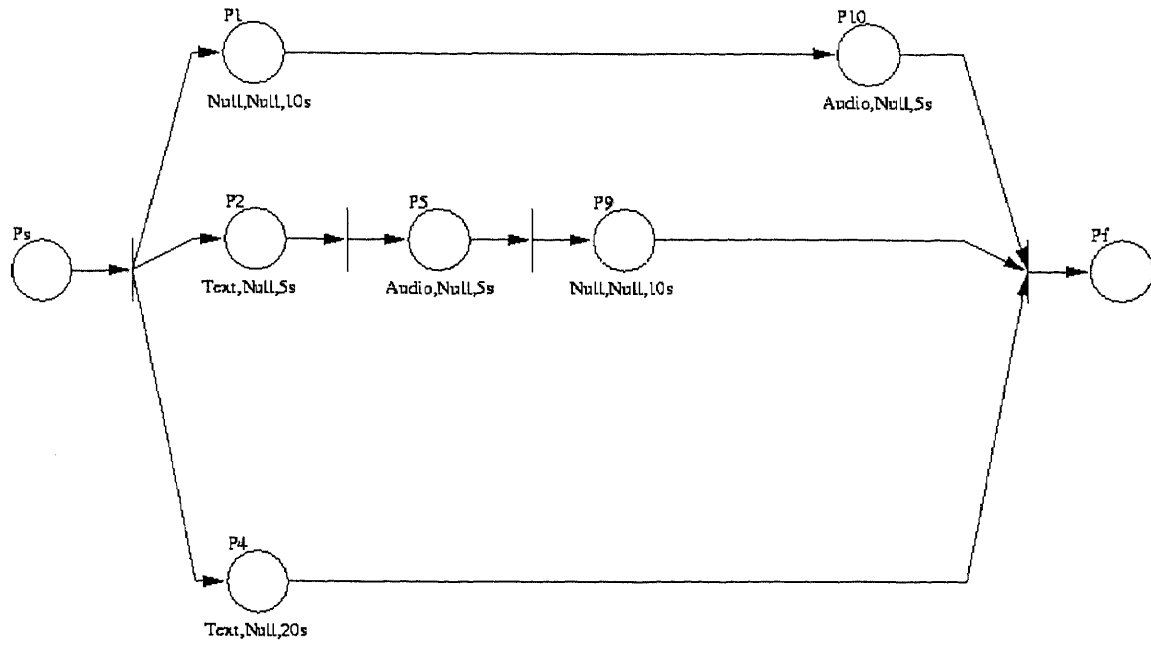 P1
Null,Null,10s
P10
Audio,Null,5s
Ps
P2
Text,Null,5s
P5
Audio,Null,5s
P9
Null,Null,10s
Pf
P4
Text,Null,20s